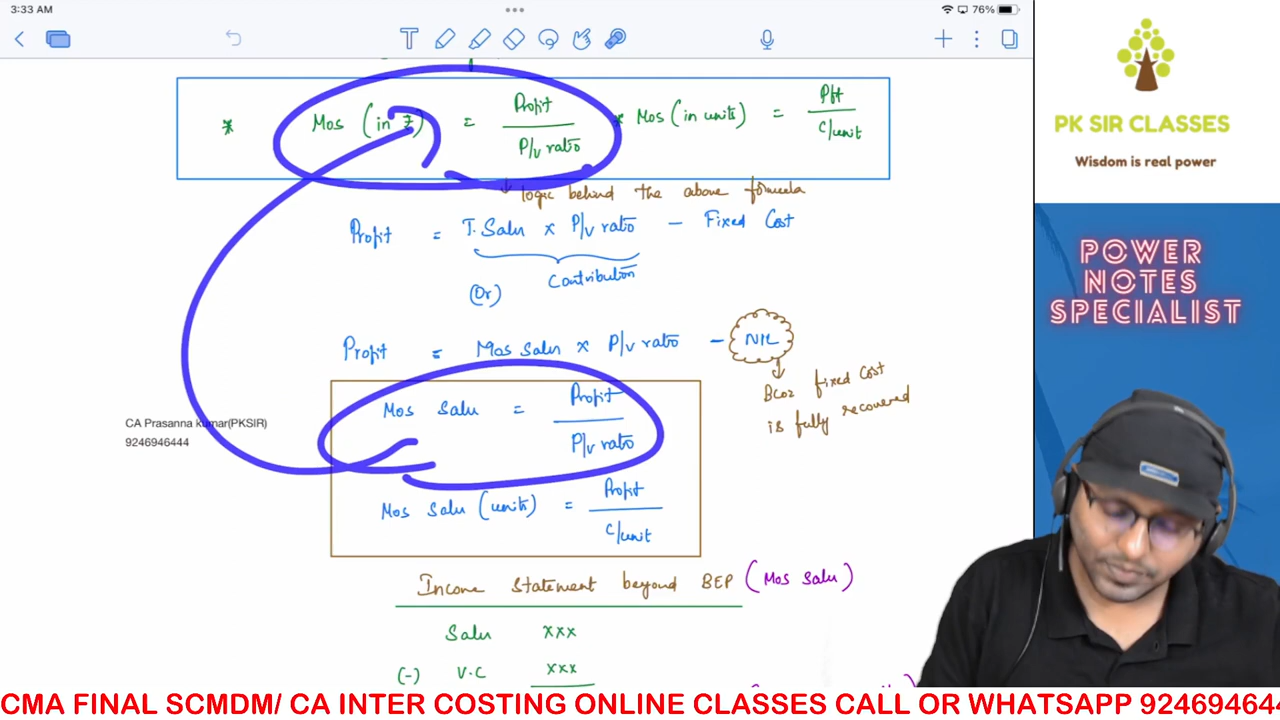 3:33 AM
76%
* Mos (in ₹) = Profit / P/v ratio * Mos (in units) = Pft / C/unit
logic behind the above formula
Profit = T. Sales x P/v ratio - Fixed Cost
Contribution
(Or)
Profit = Mos Sales x P/v ratio - NIL
Bcoz fixed cost
is fully recovered
Mos Sales = Profit / P/v ratio
CA Prasanna kumar(PKSIR)
9246946444
Mos Sales (units) = Profit / C/unit
Income Statement beyond BEP (Mos Sales)
Sales xxx
(-) V.C xxx
PK SIR CLASSES
Wisdom is real power
POWER
NOTES
SPECIALIST
CMA FINAL SCMDM/ CA INTER COSTING ONLINE CLASSES CALL OR WHATSAPP 924694644